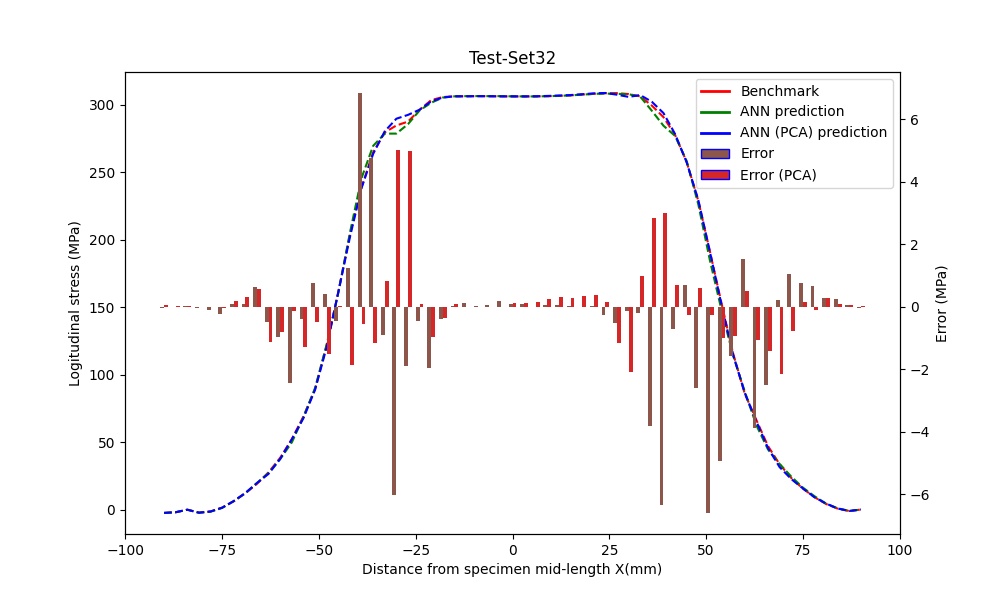 Test-Set32
Benchmark
ANN prediction
ANN (PCA) prediction
Error
Error (PCA)
300
250
200
150
100
50
0
Logitudinal stress (MPa)
6
4
2
0
−2
−4
−6
Error (MPa)
−100
−75
−50
−25
0
25
50
75
100
Distance from specimen mid-length X(mm)